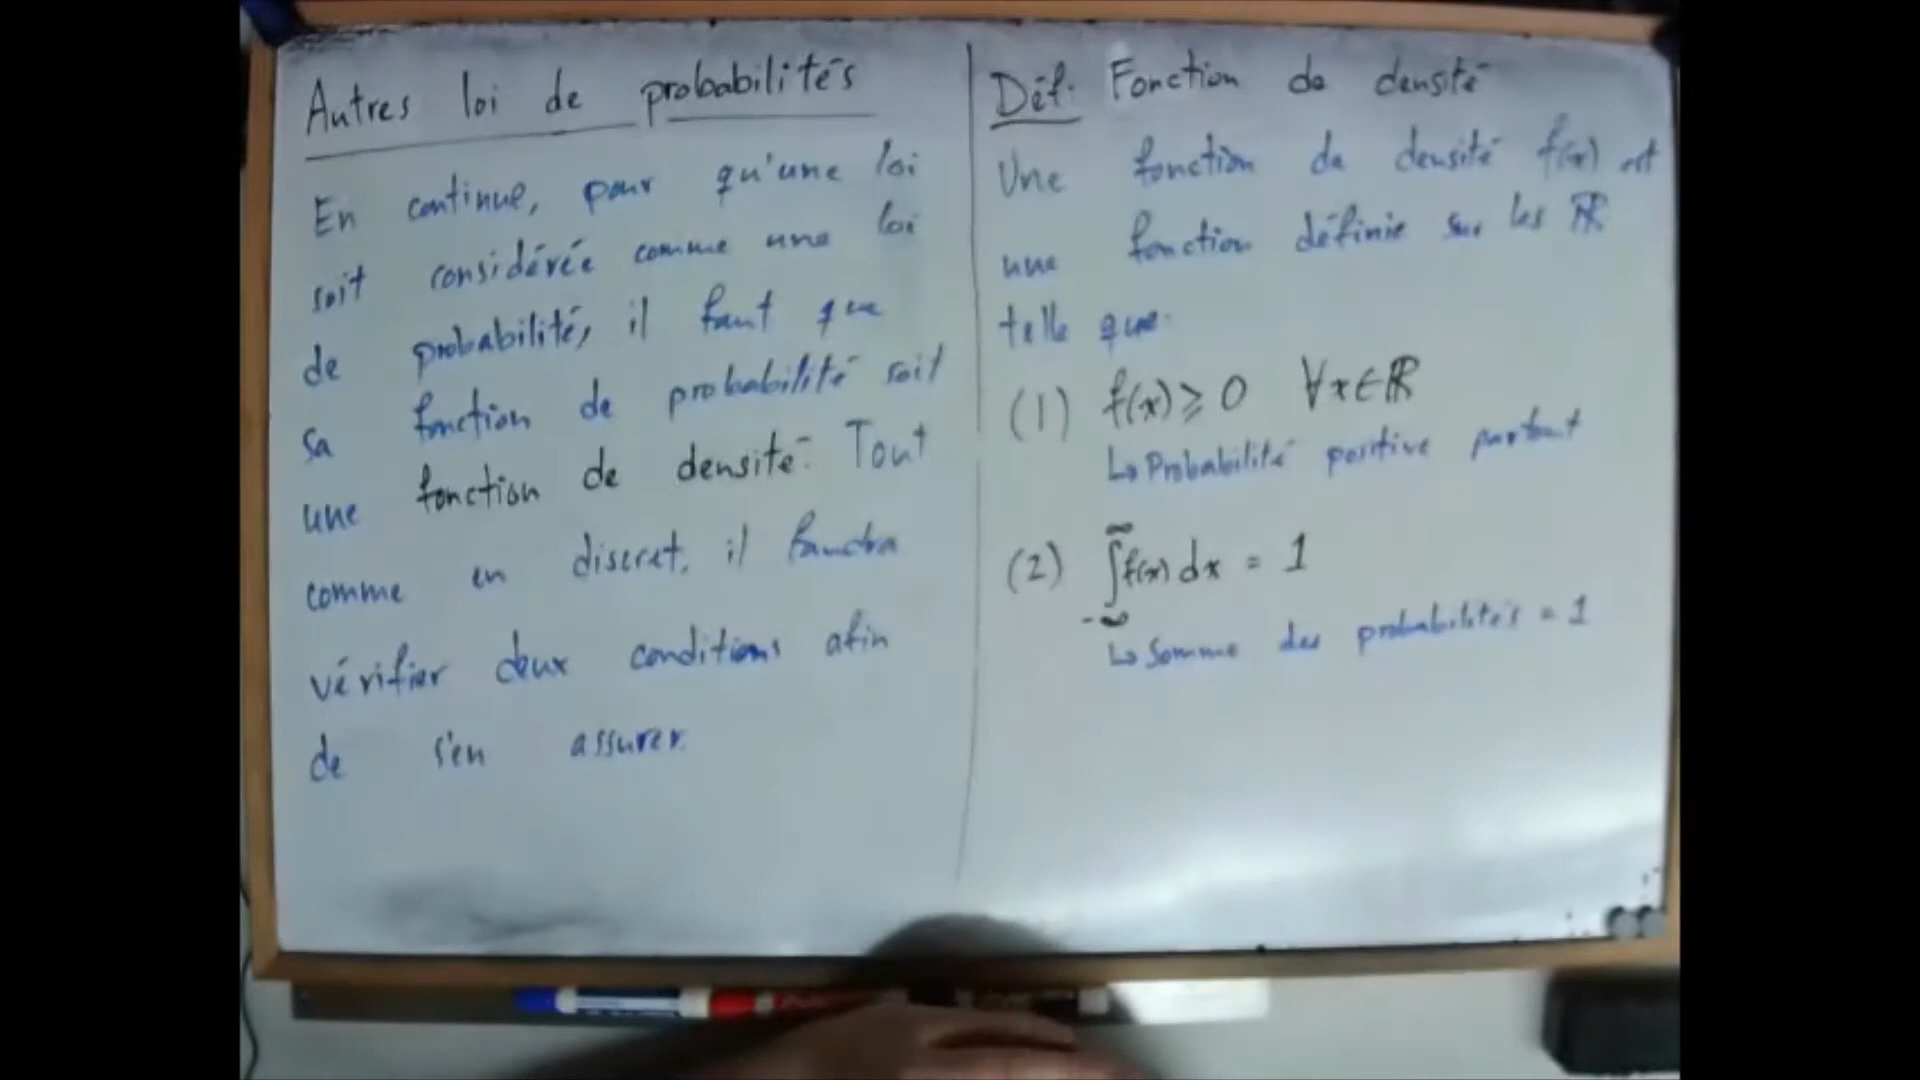 Autres loi de probabilités
En continue, pour qu'une loi
soit considérée comme une loi
de probabilité, il faut que
sa fonction de probabilité soit
une fonction de densité. Tout
comme en discret, il faudra
vérifier deux conditions afin
de s'en assurer.
Déf: Fonction de densité
Une fonction de densité f(x) est
une fonction définie sur les ℝ
telle que:
(1) f(x) ≥ 0 ∀x∈ℝ
↳ Probabilité positive partout
(2) ∫_{-∞}^{∞} f(x) dx = 1
↳ Somme des probabilités = 1